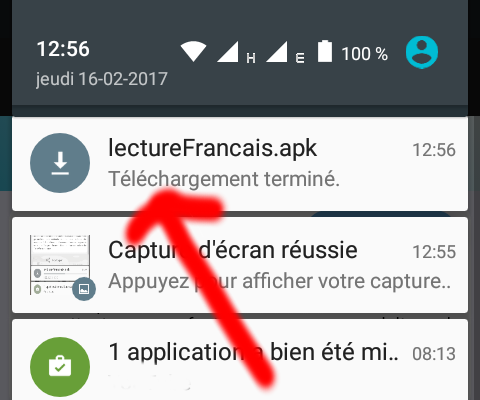 12:56
H E 100 %
jeudi 16-02-2017
lectureFrancais.apk 12:56
Téléchargement terminé.
Capture d'écran réussie 12:55
Appuyez pour afficher votre capture..
1 application a bien été mi.. 08:13